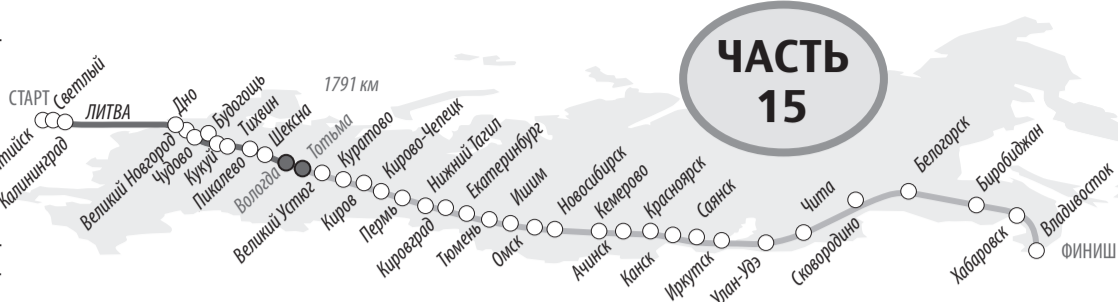 ЧАСТЬ
15
1791 км
СТАРТ
Калининград
Светлый
ЛИТВА
Дно
Великий Новгород
Чудово
Будогощь
Кукуй
Тихвин
Пикалево
Шексна
Вологда
Тотьма
Великий Устюг
Куратово
Киров
Кирово-Чепецк
Пермь
Нижний Тагил
Кировград
Екатеринбург
Тюмень
Ишим
Омск
Новосибирск
Ачинск
Кемерово
Канск
Красноярск
Иркутск
Саянск
Улан-Удэ
Чита
Сковородино
Белогорск
Хабаровск
Биробиджан
Владивосток
ФИНИШ